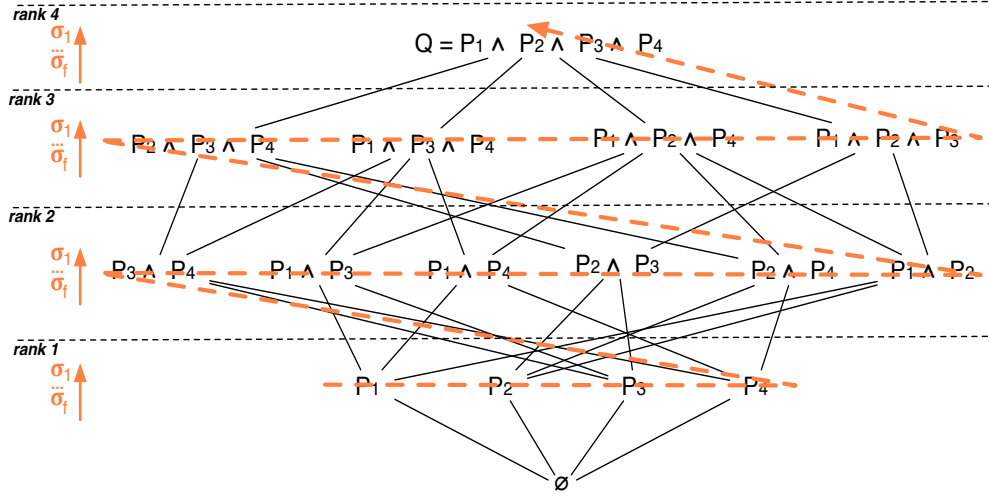 rank 4
σ1
...
σf
Q = P1 ∧ P2 ∧ P3 ∧ P4
rank 3
σ1
...
σf
P2 ∧ P3 ∧ P4 P1 ∧ P3 ∧ P4 P1 ∧ P2 ∧ P4 P1 ∧ P2 ∧ P3
rank 2
σ1
...
σf
P3 ∧ P4 P1 ∧ P3 P1 ∧ P4 P2 ∧ P3 P2 ∧ P4 P1 ∧ P2
rank 1
σ1
...
σf
P1 P2 P3 P4
∅